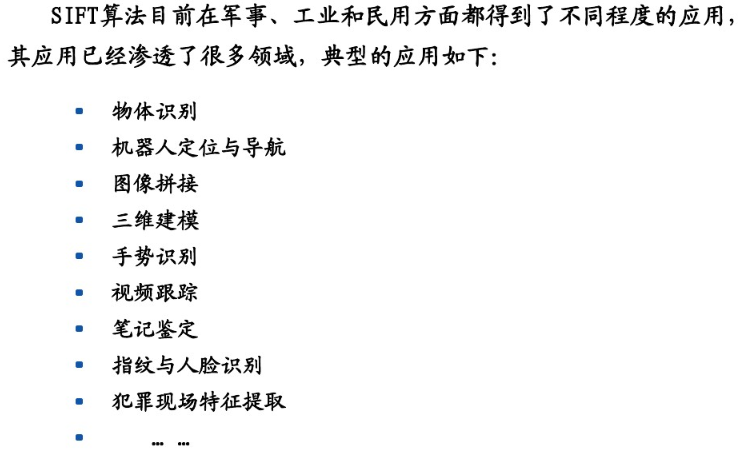 SIFT算法目前在军事、工业和民用方面都得到了不同程度的应用，
其应用已经渗透了很多领域，典型的应用如下：
• 物体识别
• 机器人定位与导航
• 图像拼接
• 三维建模
• 手势识别
• 视频跟踪
• 笔记鉴定
• 指纹与人脸识别
• 犯罪现场特征提取
• … …